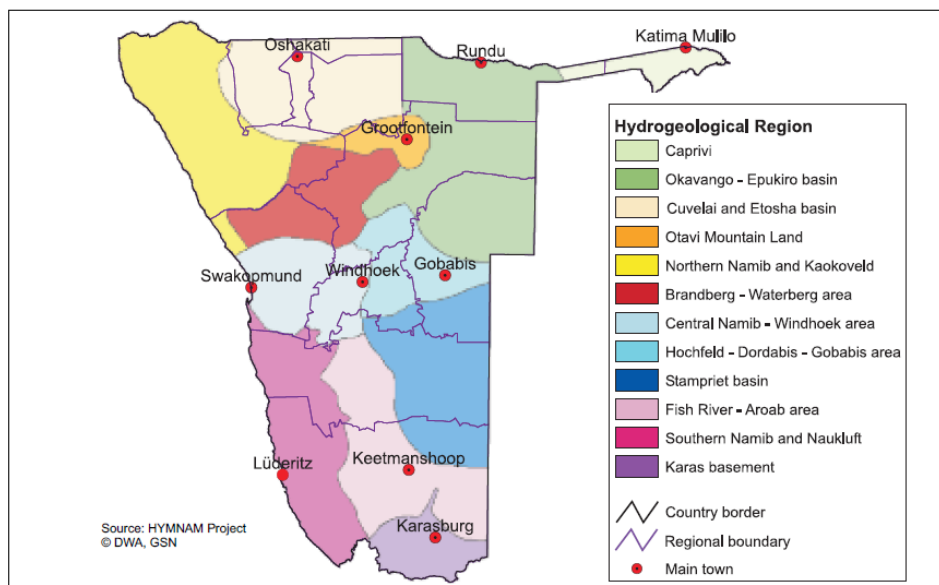 Oshakati
Rundu
Katima Mulilo
Grootfontein
Swakopmund
Windhoek
Gobabis
Lüderitz
Keetmanshoop
Karasburg
Source: HYMNAM Project
© DWA, GSN
Hydrogeological Region
Caprivi
Okavango - Epukiro basin
Cuvelai and Etosha basin
Otavi Mountain Land
Northern Namib and Kaokoveld
Brandberg - Waterberg area
Central Namib - Windhoek area
Hochfeld - Dordabis - Gobabis area
Stampriet basin
Fish River - Aroab area
Southern Namib and Naukluft
Karas basement
Country border
Regional boundary
Main town